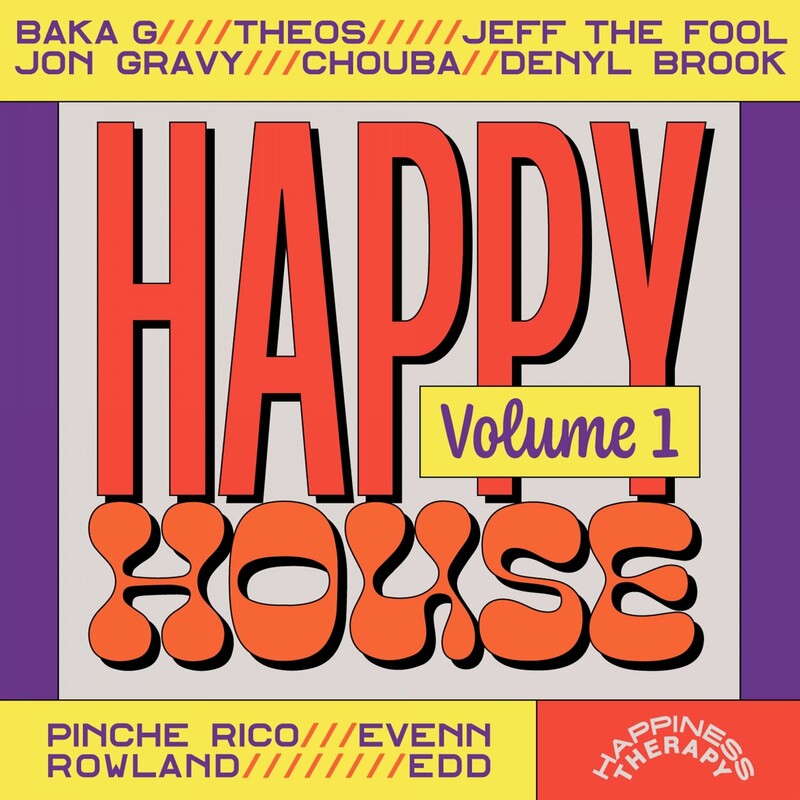 BAKA G////THEOS/////JEFF THE FOOL
JON GRAVY///CHOUBA//DENYL BROOK
HAPPY
Volume 1
HOUSE
PINCHE RICO///EVENN
ROWLAND////////EDD
HAPPINESS
THERAPY